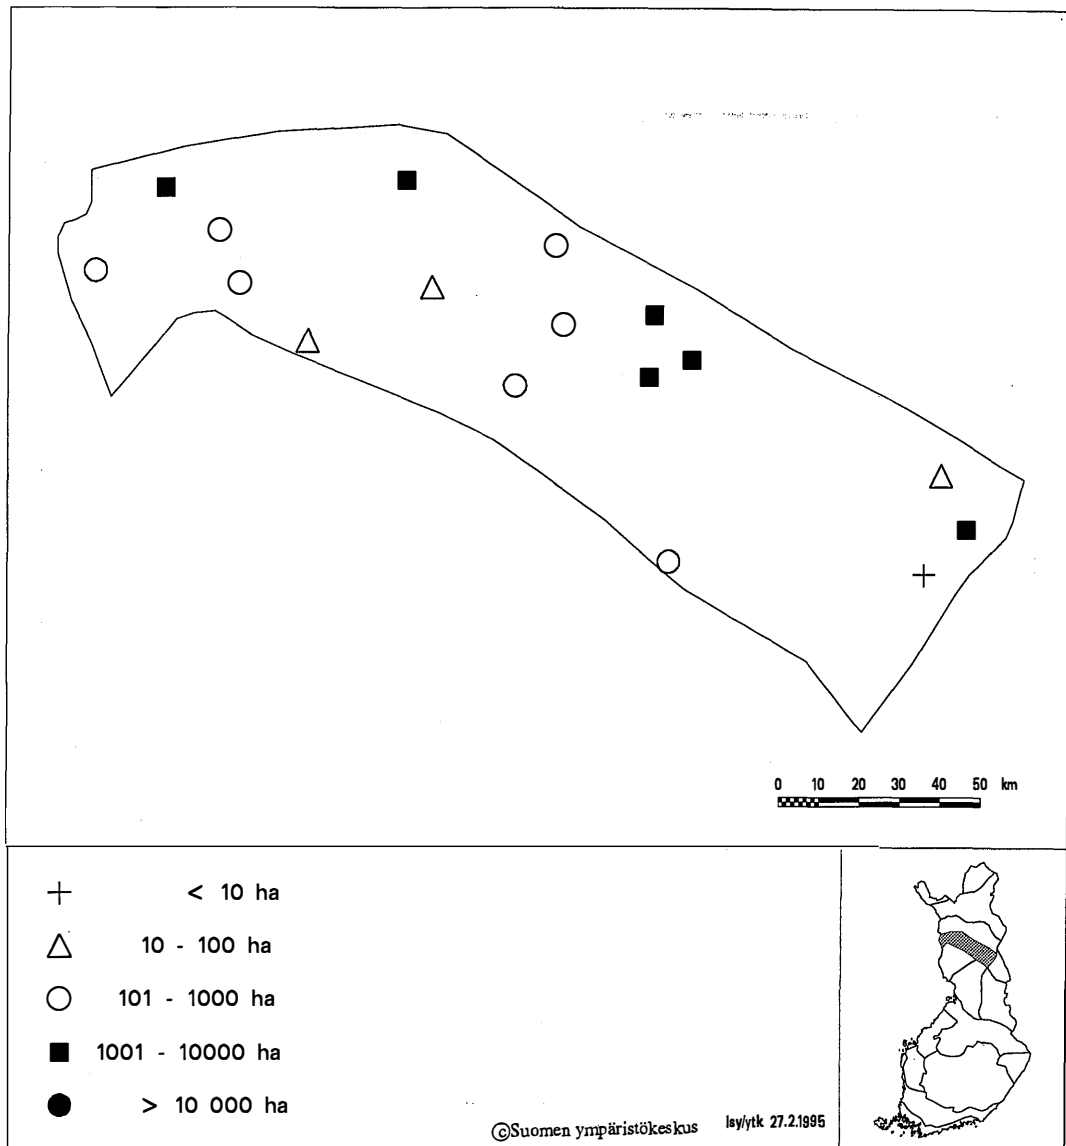 0 10 20 30 40 50 km
< 10 ha
10 - 100 ha
101 - 1000 ha
1001 - 10000 ha
> 10 000 ha
©Suomen ympäristökeskus lsy/ytk 27.2.1995